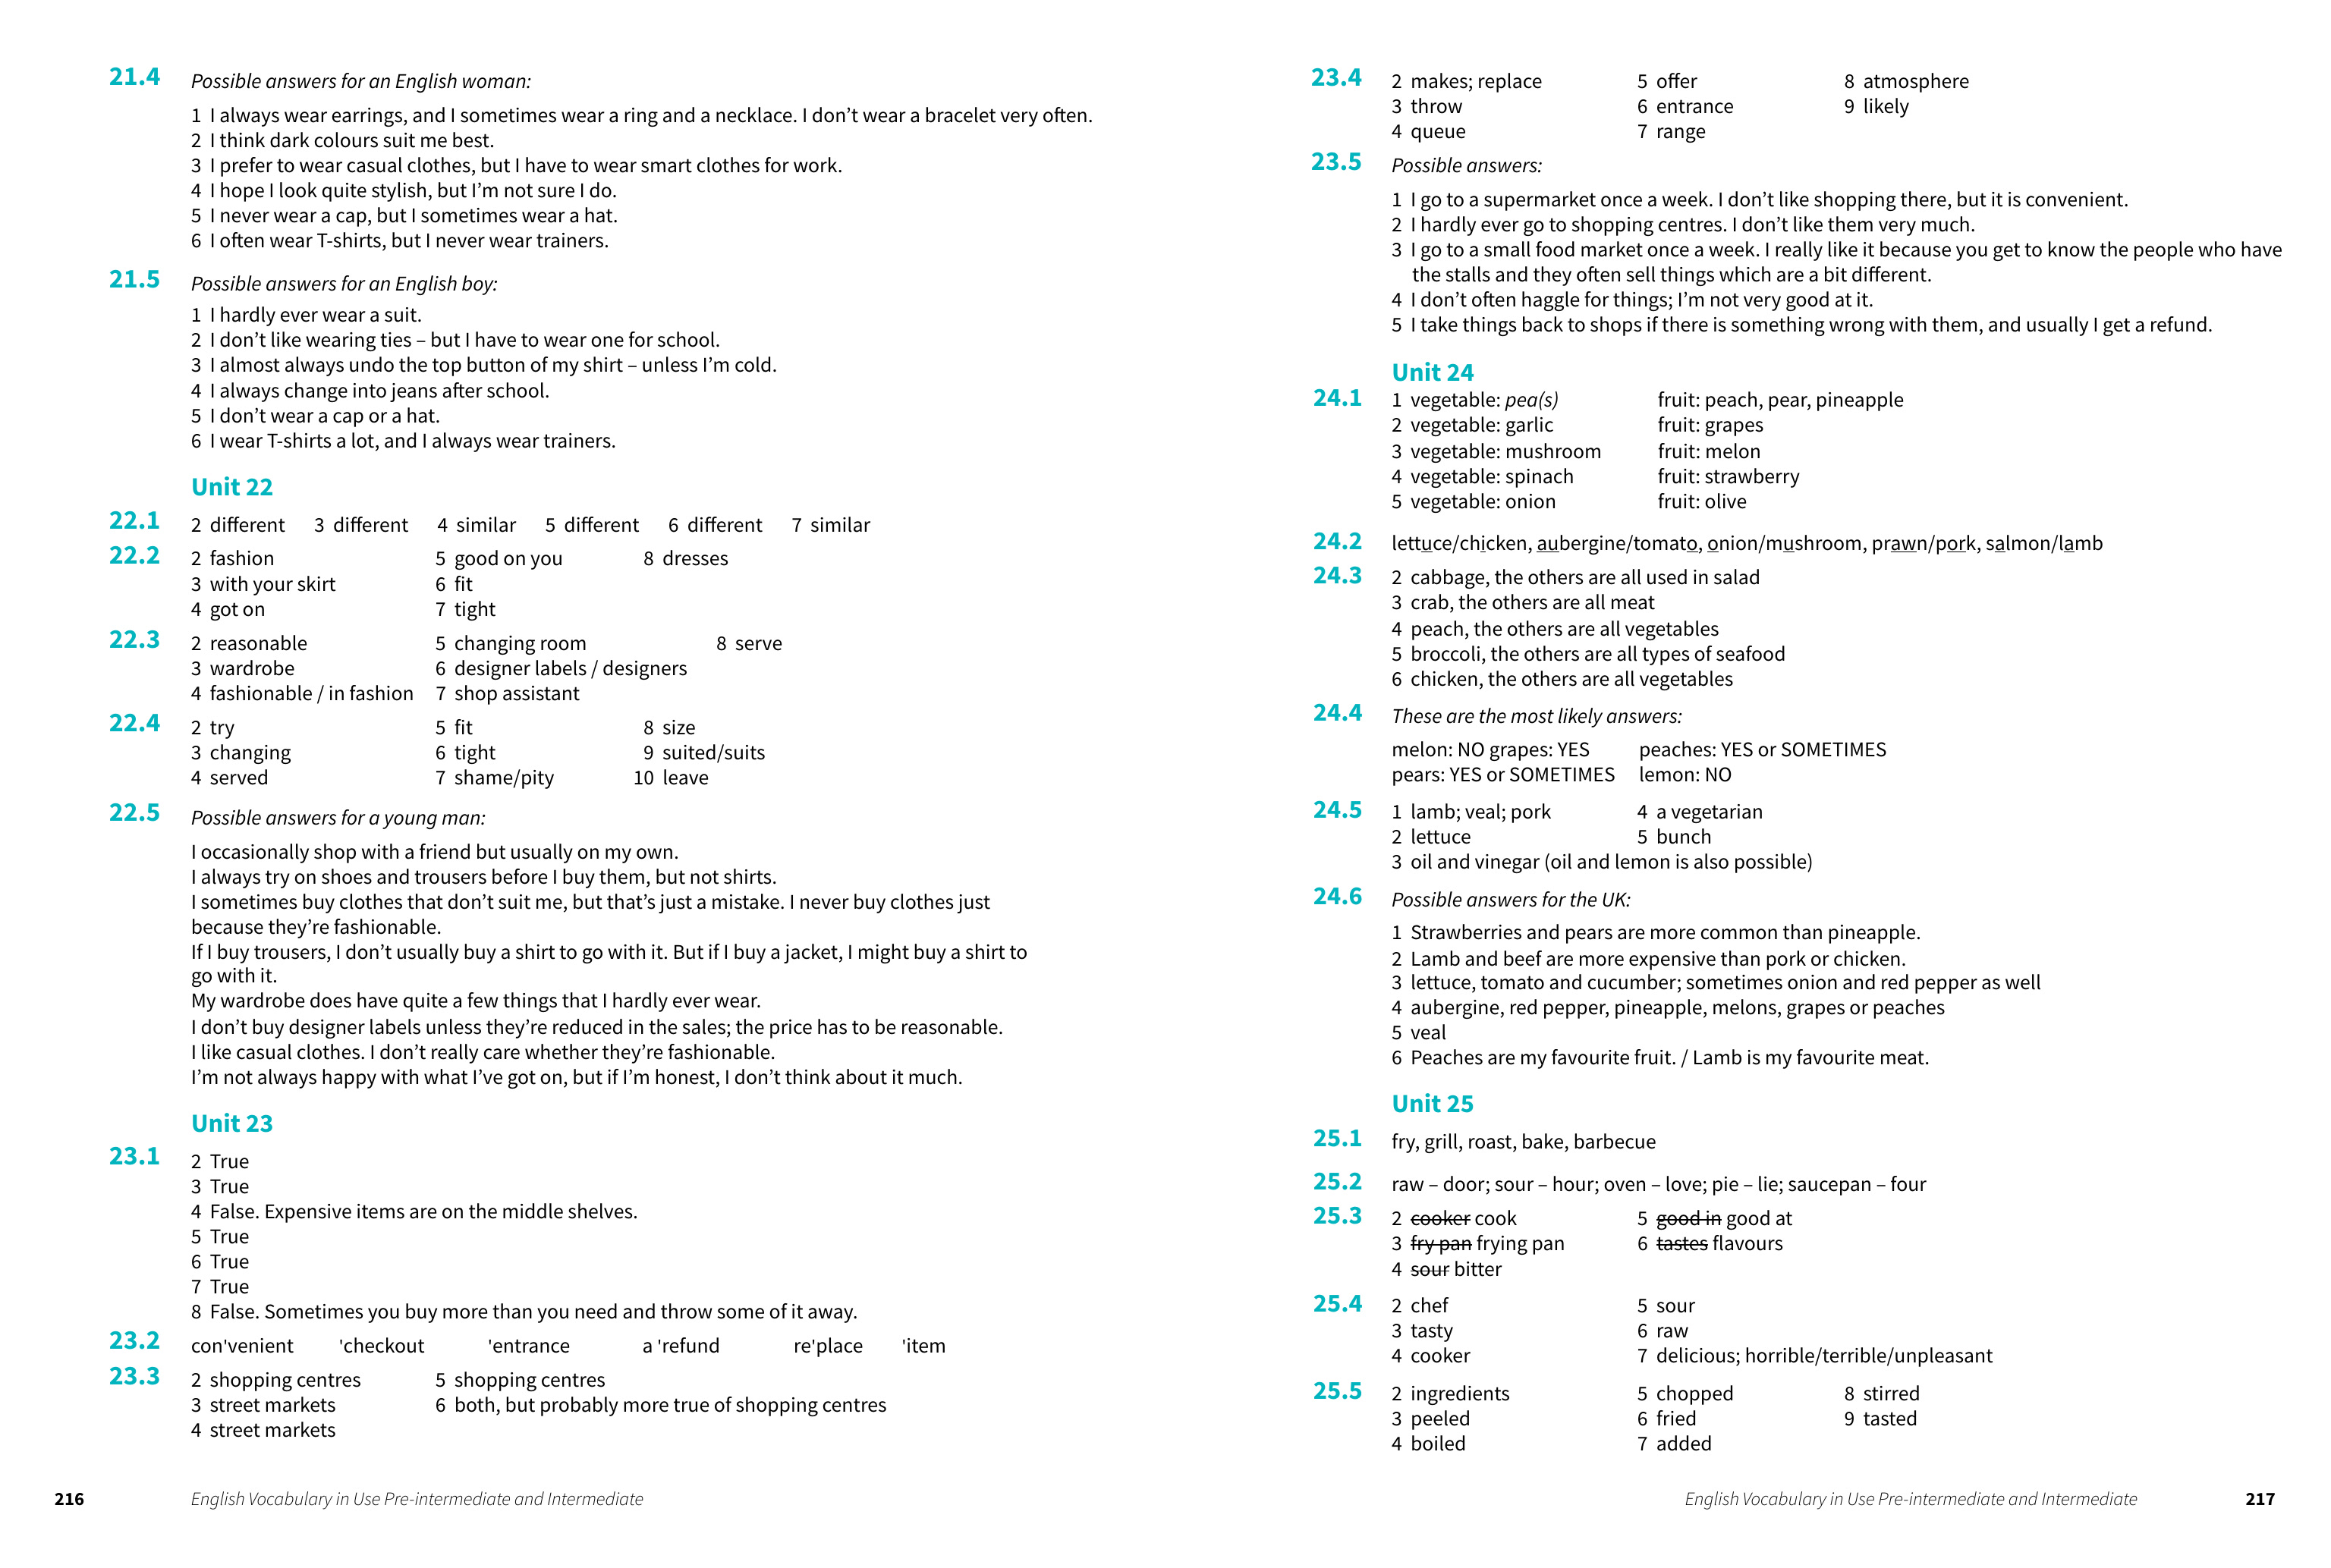 21.4 Possible answers for an English woman:
1 I always wear earrings, and I sometimes wear a ring and a necklace. I don’t wear a bracelet very often.
2 I think dark colours suit me best.
3 I prefer to wear casual clothes, but I have to wear smart clothes for work.
4 I hope I look quite stylish, but I’m not sure I do.
5 I never wear a cap, but I sometimes wear a hat.
6 I often wear T-shirts, but I never wear trainers.
21.5 Possible answers for an English boy:
1 I hardly ever wear a suit.
2 I don’t like wearing ties – but I have to wear one for school.
3 I almost always undo the top button of my shirt – unless I’m cold.
4 I always change into jeans after school.
5 I don’t wear a cap or a hat.
6 I wear T-shirts a lot, and I always wear trainers.
Unit 22
22.1 2 different 3 different 4 similar 5 different 6 different 7 similar
22.2 2 fashion 5 good on you 8 dresses
3 with your skirt 6 fit
4 got on 7 tight
22.3 2 reasonable 5 changing room 8 serve
3 wardrobe 6 designer labels / designers
4 fashionable / in fashion 7 shop assistant
22.4 2 try 5 fit 8 size
3 changing 6 tight 9 suited/suits
4 served 7 shame/pity 10 leave
22.5 Possible answers for a young man:
I occasionally shop with a friend but usually on my own.
I always try on shoes and trousers before I buy them, but not shirts.
I sometimes buy clothes that don’t suit me, but that’s just a mistake. I never buy clothes just
because they’re fashionable.
If I buy trousers, I don’t usually buy a shirt to go with it. But if I buy a jacket, I might buy a shirt to
go with it.
My wardrobe does have quite a few things that I hardly ever wear.
I don’t buy designer labels unless they’re reduced in the sales; the price has to be reasonable.
I like casual clothes. I don’t really care whether they’re fashionable.
I’m not always happy with what I’ve got on, but if I’m honest, I don’t think about it much.
Unit 23
23.1 2 True
3 True
4 False. Expensive items are on the middle shelves.
5 True
6 True
7 True
8 False. Sometimes you buy more than you need and throw some of it away.
23.2 con'venient 'checkout 'entrance a 'refund re'place 'item
23.3 2 shopping centres 5 shopping centres
3 street markets 6 both, but probably more true of shopping centres
4 street markets
216 English Vocabulary in Use Pre-intermediate and Intermediate
23.4 2 makes; replace 5 offer 8 atmosphere
3 throw 6 entrance 9 likely
4 queue 7 range
23.5 Possible answers:
1 I go to a supermarket once a week. I don’t like shopping there, but it is convenient.
2 I hardly ever go to shopping centres. I don’t like them very much.
3 I go to a small food market once a week. I really like it because you get to know the people who have
the stalls and they often sell things which are a bit different.
4 I don’t often haggle for things; I’m not very good at it.
5 I take things back to shops if there is something wrong with them, and usually I get a refund.
Unit 24
24.1 1 vegetable: pea(s) fruit: peach, pear, pineapple
2 vegetable: garlic fruit: grapes
3 vegetable: mushroom fruit: melon
4 vegetable: spinach fruit: strawberry
5 vegetable: onion fruit: olive
24.2 lettuce/chicken, aubergine/tomato, onion/mushroom, prawn/pork, salmon/lamb
24.3 2 cabbage, the others are all used in salad
3 crab, the others are all meat
4 peach, the others are all vegetables
5 broccoli, the others are all types of seafood
6 chicken, the others are all vegetables
24.4 These are the most likely answers:
melon: NO grapes: YES peaches: YES or SOMETIMES
pears: YES or SOMETIMES lemon: NO
24.5 1 lamb; veal; pork 4 a vegetarian
2 lettuce 5 bunch
3 oil and vinegar (oil and lemon is also possible)
24.6 Possible answers for the UK:
1 Strawberries and pears are more common than pineapple.
2 Lamb and beef are more expensive than pork or chicken.
3 lettuce, tomato and cucumber; sometimes onion and red pepper as well
4 aubergine, red pepper, pineapple, melons, grapes or peaches
5 veal
6 Peaches are my favourite fruit. / Lamb is my favourite meat.
Unit 25
25.1 fry, grill, roast, bake, barbecue
25.2 raw – door; sour – hour; oven – love; pie – lie; saucepan – four
25.3 2 cooker cook 5 good in good at
3 fry pan frying pan 6 tastes flavours
4 sour bitter
25.4 2 chef 5 sour
3 tasty 6 raw
4 cooker 7 delicious; horrible/terrible/unpleasant
25.5 2 ingredients 5 chopped 8 stirred
3 peeled 6 fried 9 tasted
4 boiled 7 added
English Vocabulary in Use Pre-intermediate and Intermediate 217